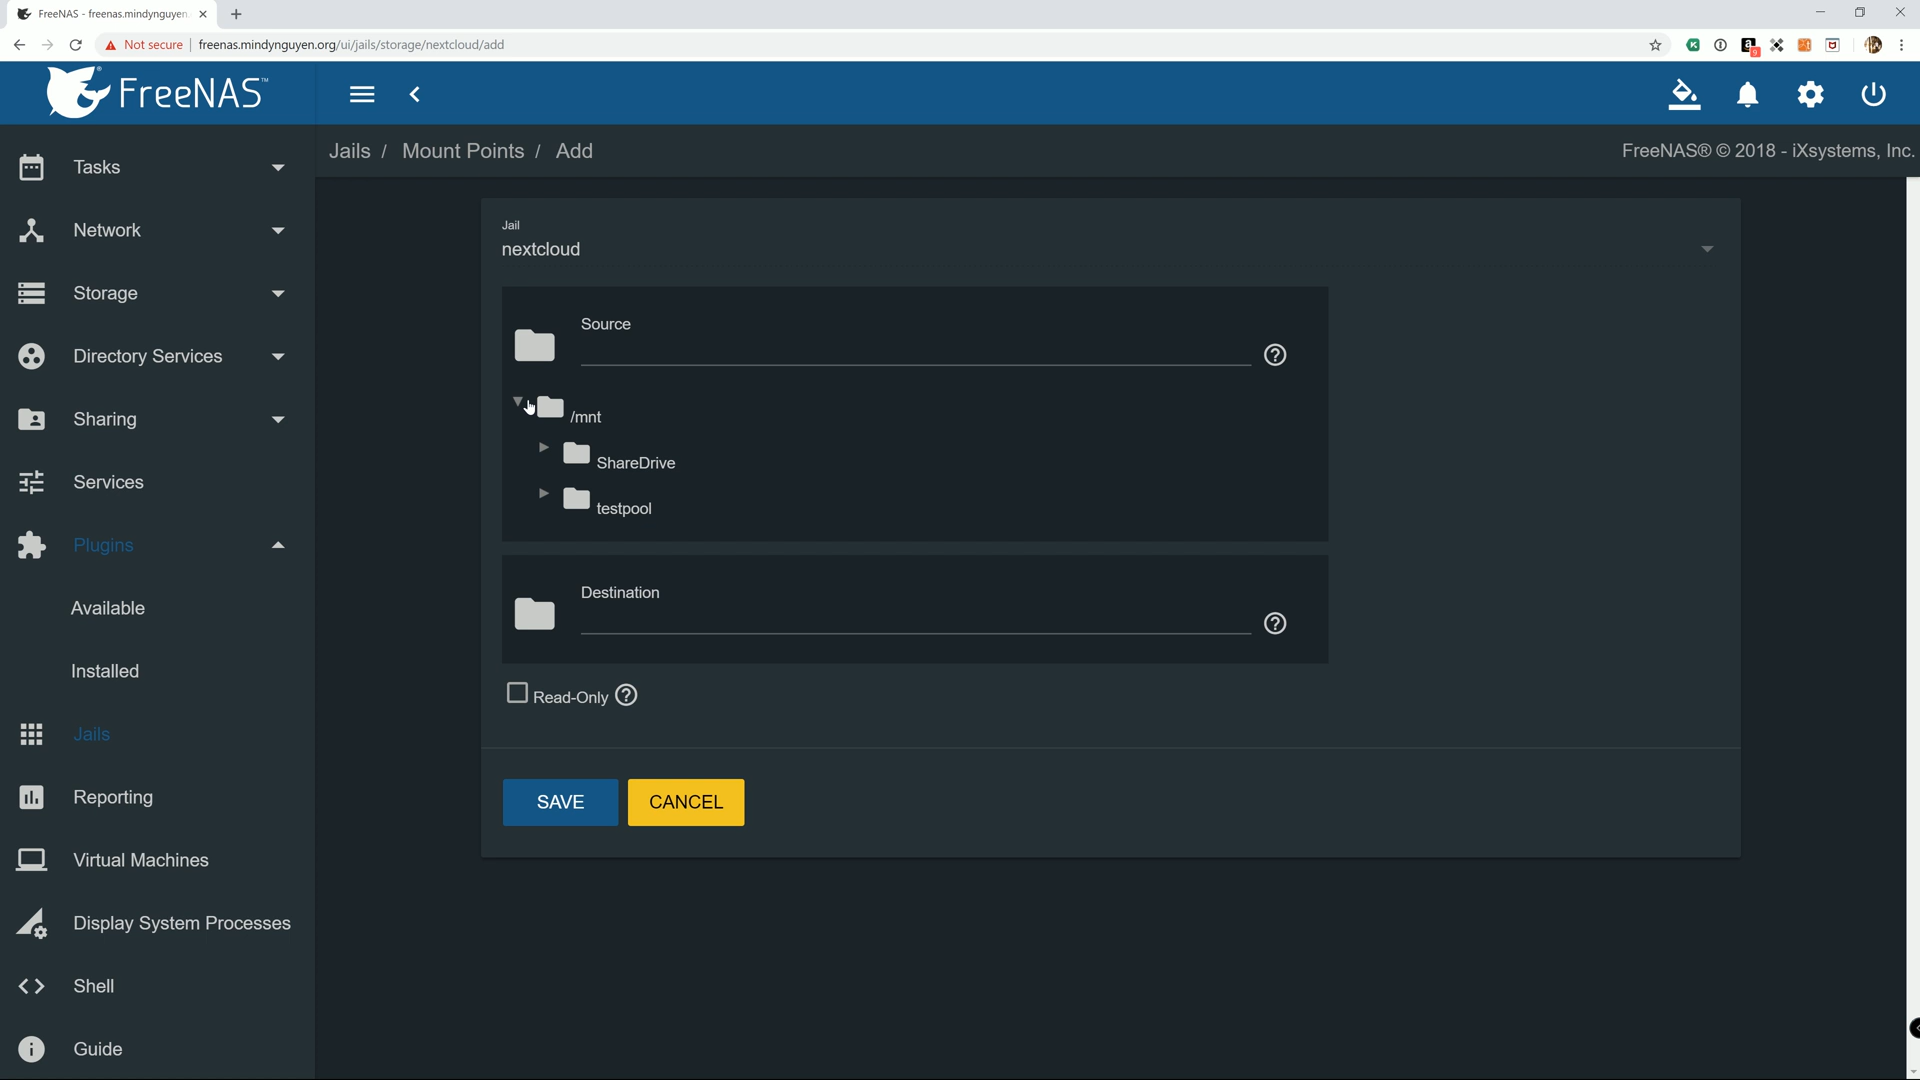 FreeNAS - freenas.mindynguyen
Not secure
freenas.mindynguyen.org/ui/jails/storage/nextcloud/add
9
FreeNAS™
Jails / Mount Points / Add
FreeNAS® © 2018 - iXsystems, Inc.
Tasks
Network
Storage
Directory Services
Sharing
Services
Plugins
Available
Installed
Jails
Reporting
Virtual Machines
Display System Processes
Shell
Guide
Jail
nextcloud
Source
/mnt
ShareDrive
testpool
Destination
Read-Only
SAVE
CANCEL